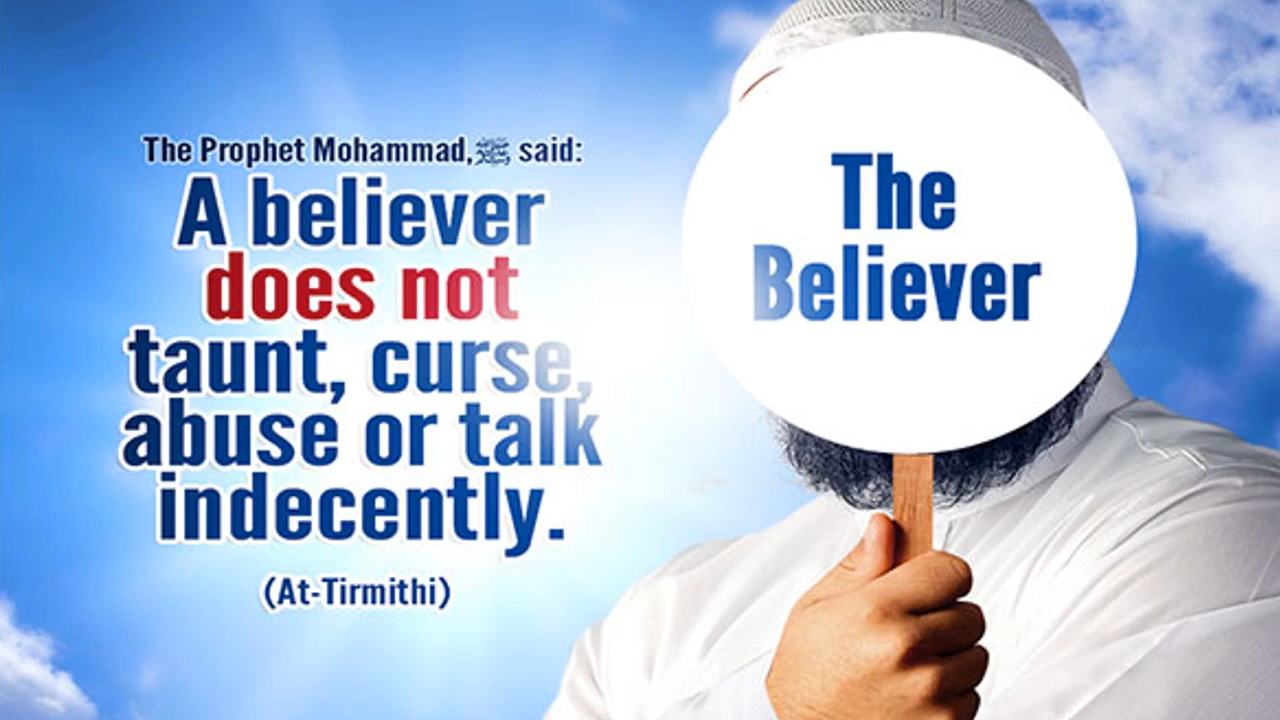 The Prophet Mohammad,ﷺ said:
A believer
does not
taunt, curse,
abuse or talk
indecently.
(At-Tirmithi)
The
Believer